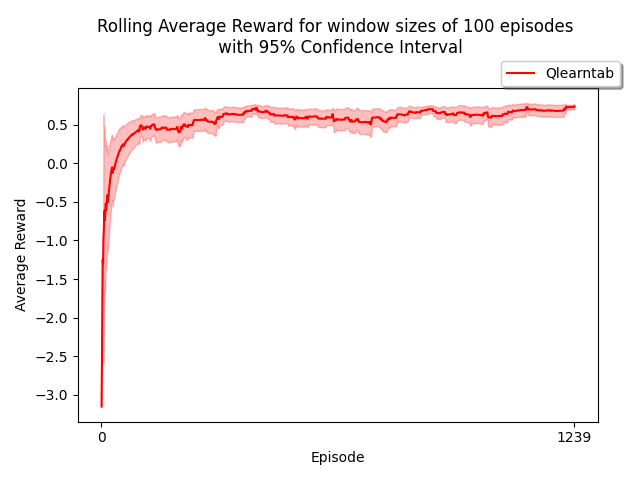 Rolling Average Reward for window sizes of 100 episodes
with 95% Confidence Interval
Qlearntab
0.5
0.0
−0.5
−1.0
−1.5
−2.0
−2.5
−3.0
Average Reward
0
1239
Episode